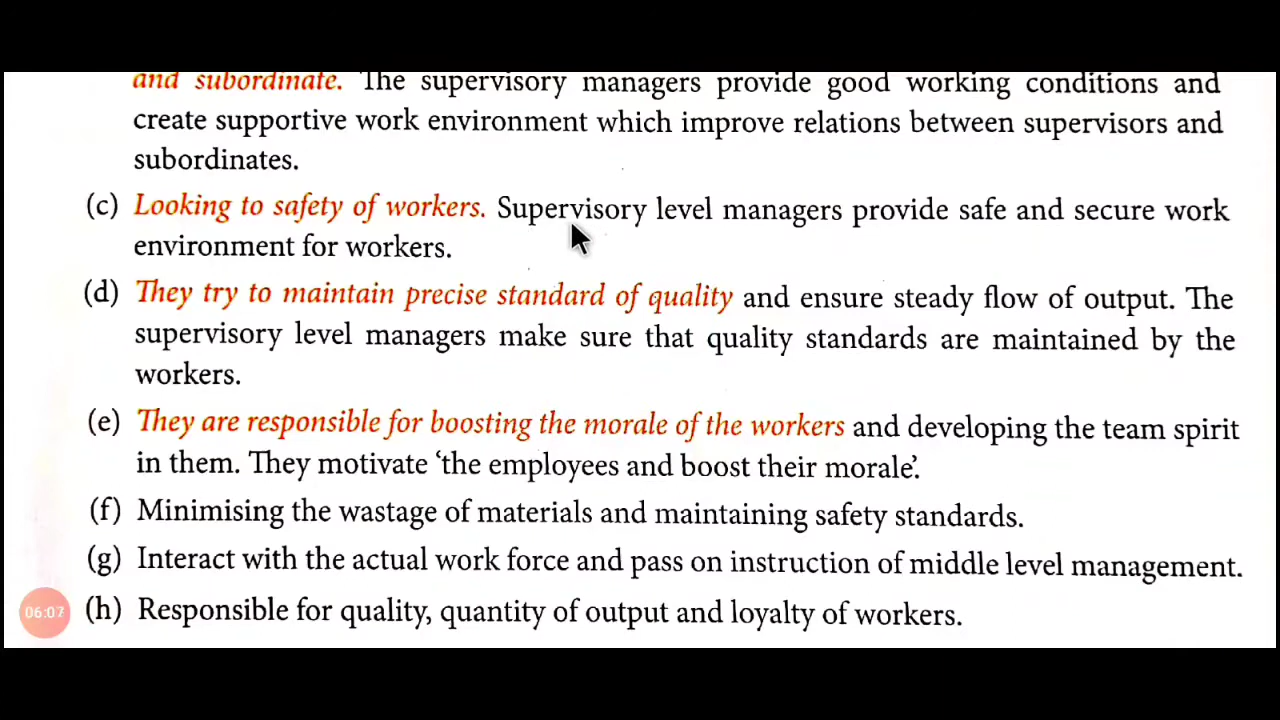 and subordinate. The supervisory managers provide good working conditions and
create supportive work environment which improve relations between supervisors and
subordinates.
(c) Looking to safety of workers. Supervisory level managers provide safe and secure work
environment for workers.
(d) They try to maintain precise standard of quality and ensure steady flow of output. The
supervisory level managers make sure that quality standards are maintained by the
workers.
(e) They are responsible for boosting the morale of the workers and developing the team spirit
in them. They motivate ‘the employees and boost their morale’.
(f) Minimising the wastage of materials and maintaining safety standards.
(g) Interact with the actual work force and pass on instruction of middle level management.
06:07
(h) Responsible for quality, quantity of output and loyalty of workers.